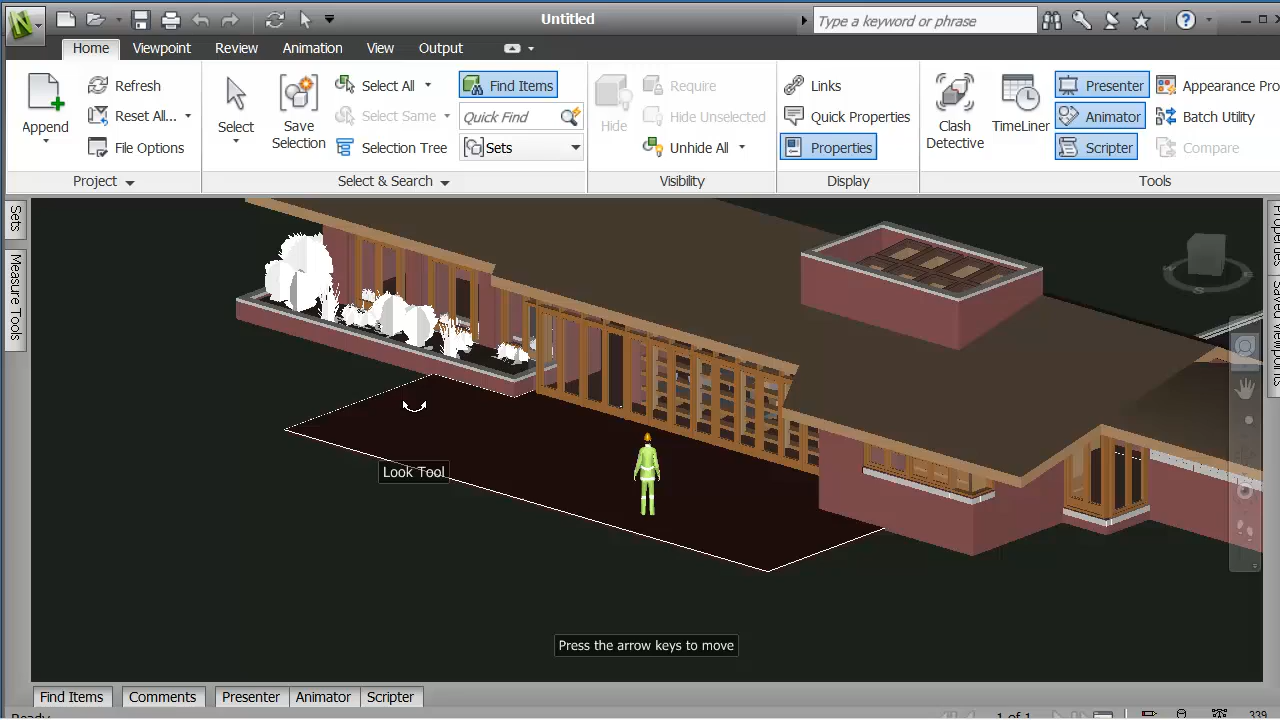 Untitled
Type a keyword or phrase
Home Viewpoint Review Animation View Output
Append
Refresh
Reset All...
File Options
Project
Select
Save Selection
Select All
Select Same
Selection Tree
Find Items
Quick Find
Sets
Select & Search
Hide
Require
Hide Unselected
Unhide All
Visibility
Links
Quick Properties
Properties
Display
Clash Detective
TimeLiner
Presenter
Animator
Scripter
Appearance Pro
Batch Utility
Compare
Tools
Sets
Measure Tools
Properties
Saved Viewpoints
Look Tool
Press the arrow keys to move
Find Items Comments Presenter Animator Scripter
Ready
1 of 1
339